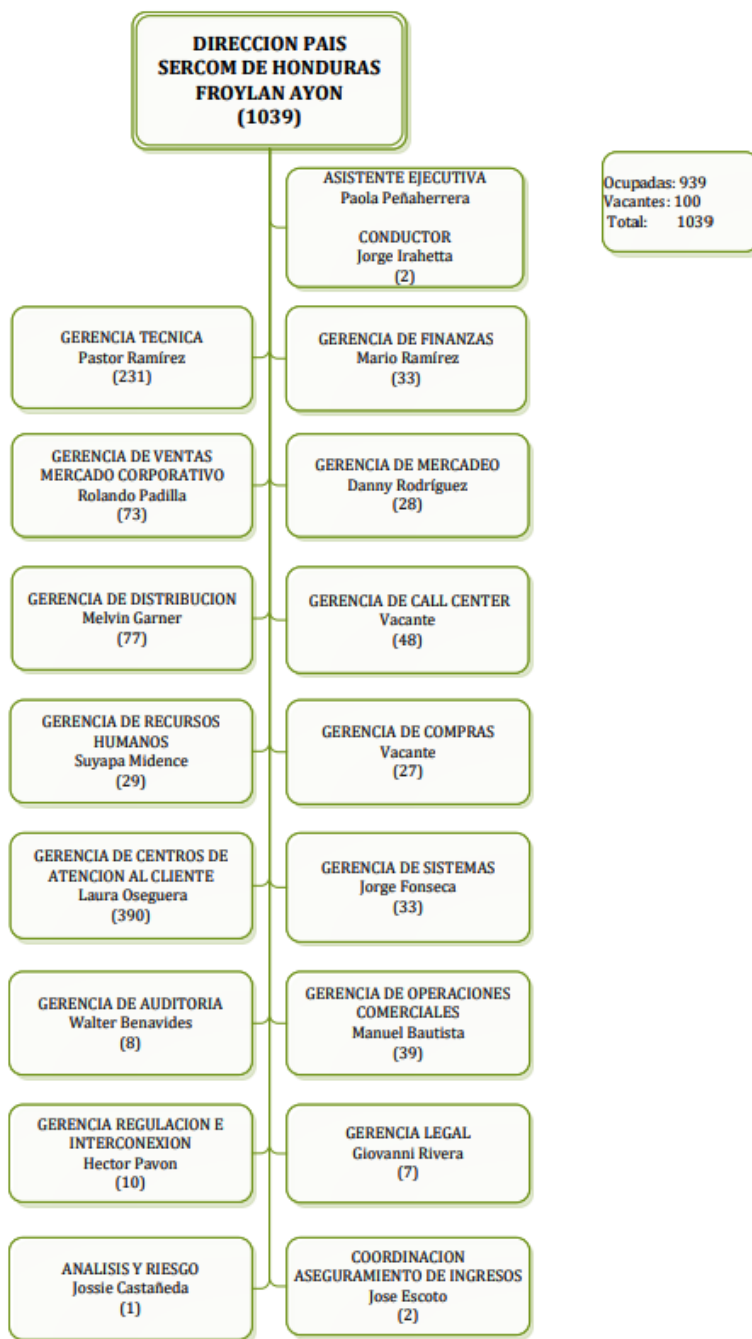 DIRECCION PAIS
SERCOM DE HONDURAS
FROYLAN AYON
(1039)
Ocupadas: 939
Vacantes: 100
Total: 1039
ASISTENTE EJECUTIVA
Paola Peñaherrera
CONDUCTOR
Jorge Irahetta
(2)
GERENCIA TECNICA
Pastor Ramírez
(231)
GERENCIA DE FINANZAS
Mario Ramírez
(33)
GERENCIA DE VENTAS
MERCADO CORPORATIVO
Rolando Padilla
(73)
GERENCIA DE MERCADEO
Danny Rodríguez
(28)
GERENCIA DE DISTRIBUCION
Melvin Garner
(77)
GERENCIA DE CALL CENTER
Vacante
(48)
GERENCIA DE RECURSOS
HUMANOS
Suyapa Midence
(29)
GERENCIA DE COMPRAS
Vacante
(27)
GERENCIA DE CENTROS DE
ATENCION AL CLIENTE
Laura Oseguera
(390)
GERENCIA DE SISTEMAS
Jorge Fonseca
(33)
GERENCIA DE AUDITORIA
Walter Benavides
(8)
GERENCIA DE OPERACIONES
COMERCIALES
Manuel Bautista
(39)
GERENCIA REGULACION E
INTERCONEXION
Hector Pavon
(10)
GERENCIA LEGAL
Giovanni Rivera
(7)
ANALISIS Y RIESGO
Jossie Castañeda
(1)
COORDINACION
ASEGURAMIENTO DE INGRESOS
Jose Escoto
(2)